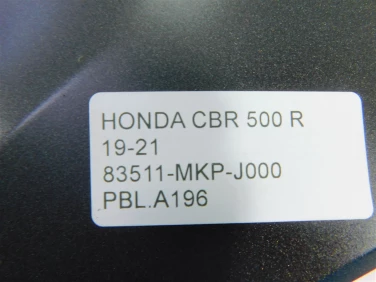 HONDA CBR 500 R
19-21
83511-MKP-J000
PBL.A196